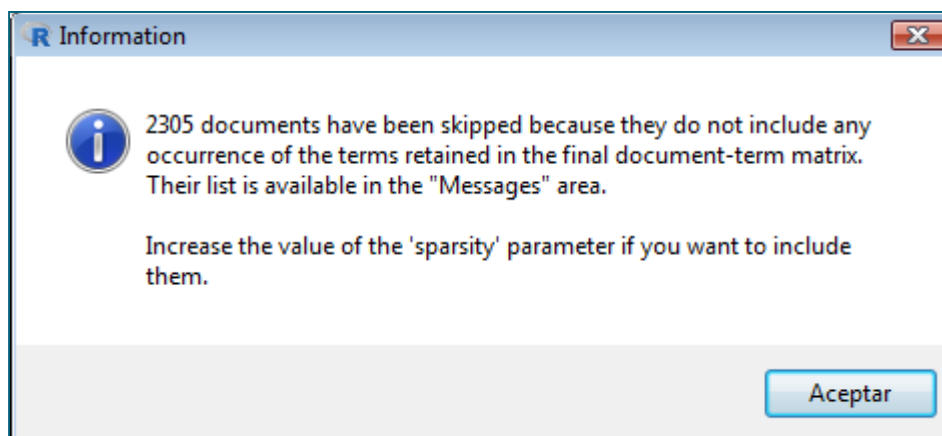 R Information
2305 documents have been skipped because they do not include any
occurrence of the terms retained in the final document-term matrix.
Their list is available in the "Messages" area.
Increase the value of the 'sparsity' parameter if you want to include
them.
Aceptar